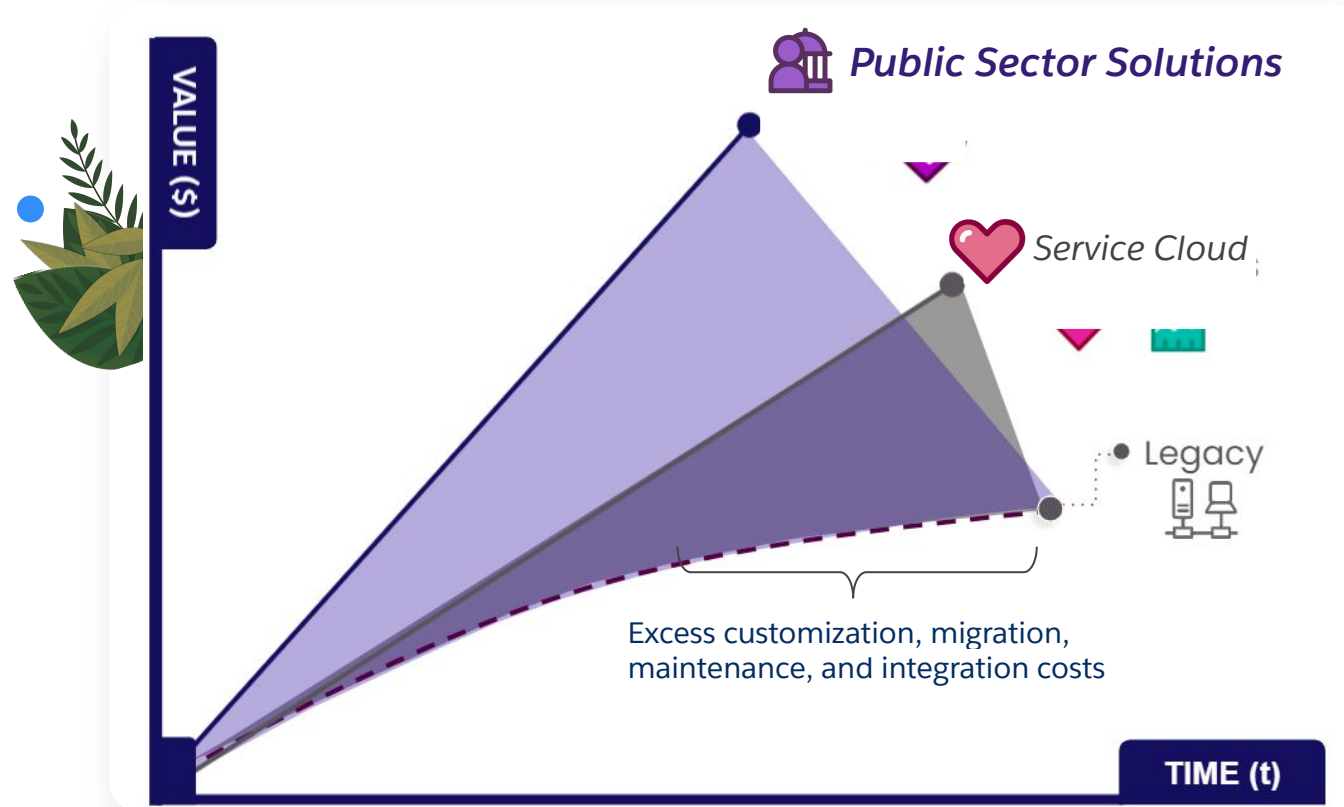 VALUE ($)
Public Sector Solutions
Service Cloud
Legacy
Excess customization, migration,
maintenance, and integration costs
TIME (t)